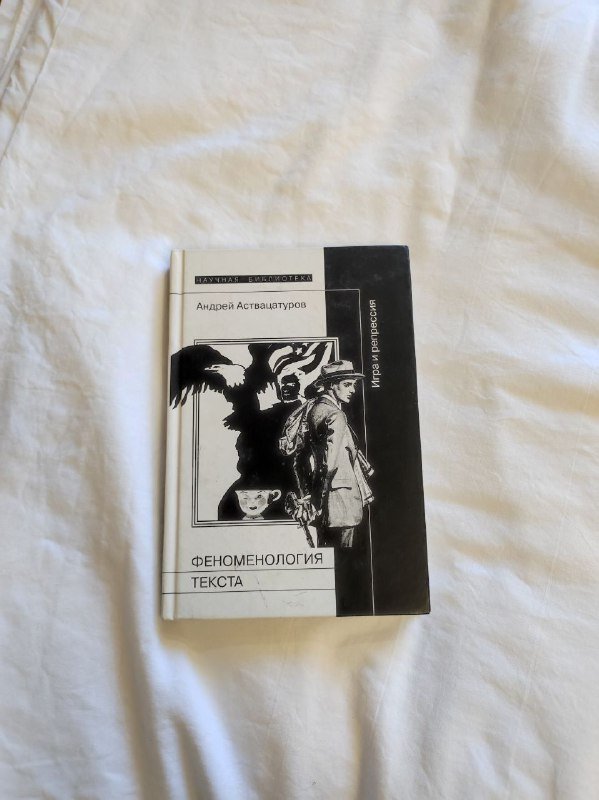 НАУЧНАЯ БИБЛИОТЕКА
Андрей Аствацатуров
Игра и репрессия
ФЕНОМЕНОЛОГИЯ
ТЕКСТА